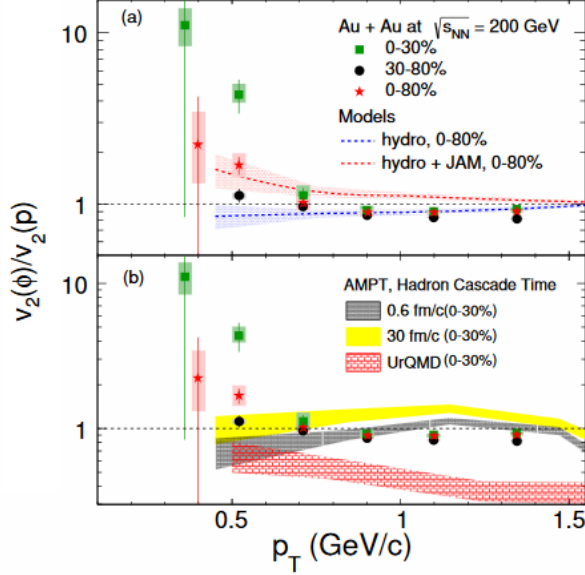 (a)
Au + Au at √sNN = 200 GeV
0-30%
30-80%
0-80%
Models
hydro, 0-80%
hydro + JAM, 0-80%
10
1
(b)
AMPT, Hadron Cascade Time
0.6 fm/c(0-30%)
30 fm/c (0-30%)
UrQMD(0-30%)
10
1
v2(ϕ)/v2(p)
0.5 1 1.5
pT (GeV/c)